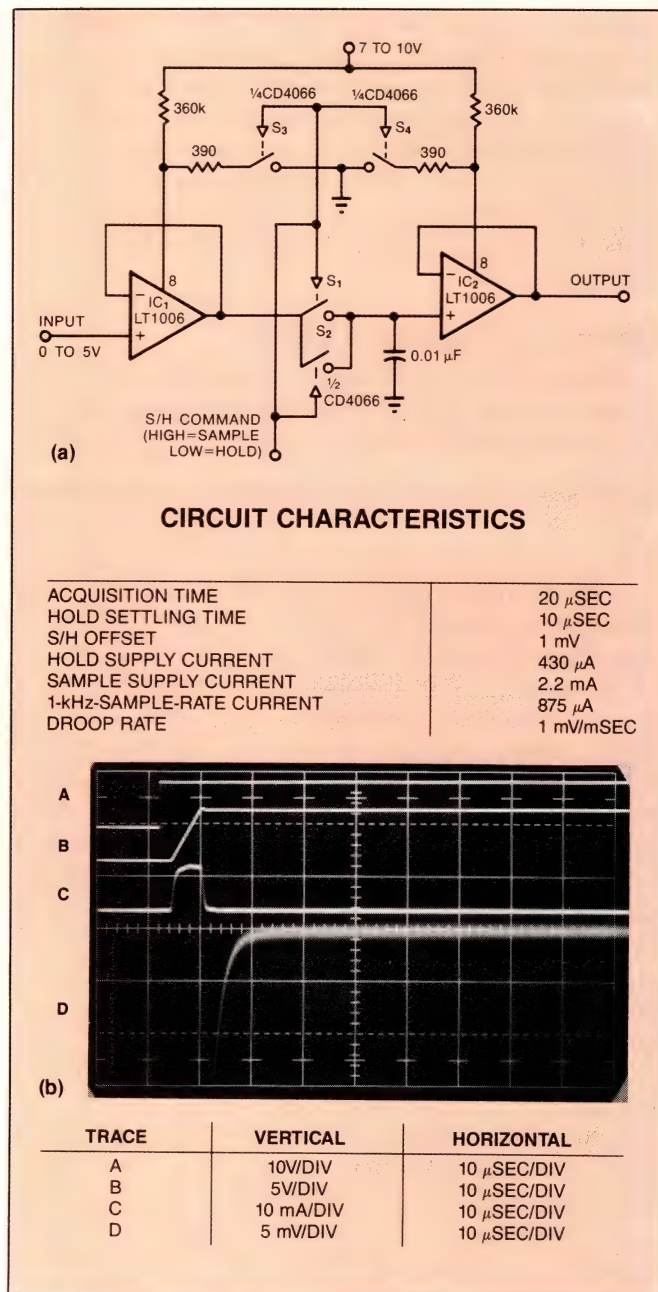 7 TO 10V
¼CD4066 ¼CD4066
360k 360k
S3 S4
390 390
8 8
S1
IC1 IC2
LT1006 LT1006
OUTPUT
INPUT
S2
0 TO 5V
0.01 µF
½
CD4066
S/H COMMAND
(HIGH=SAMPLE
LOW=HOLD)
(a)
CIRCUIT CHARACTERISTICS
ACQUISITION TIME 20 µSEC
HOLD SETTLING TIME 10 µSEC
S/H OFFSET 1 mV
HOLD SUPPLY CURRENT 430 µA
SAMPLE SUPPLY CURRENT 2.2 mA
1-kHz-SAMPLE-RATE CURRENT 875 µA
DROOP RATE 1 mV/mSEC
A
B
C
D
(b)
TRACE VERTICAL HORIZONTAL
A 10V/DIV 10 µSEC/DIV
B 5V/DIV 10 µSEC/DIV
C 10 mA/DIV 10 µSEC/DIV
D 5 mV/DIV 10 µSEC/DIV